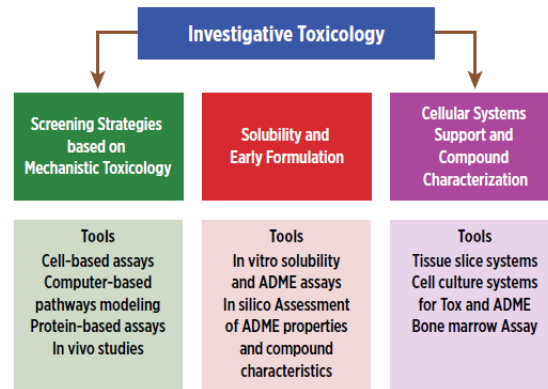 Investigative Toxicology
Screening Strategies
based on
Mechanistic Toxicology
Solubility and
Early Formulation
Cellular Systems
Support and
Compound
Characterization
Tools
Cell-based assays
Computer-based
pathways modeling
Protein-based assays
In vivo studies
Tools
In vitro solubility
and ADME assays
In silico Assessment
of ADME properties
and compound
characteristics
Tools
Tissue slice systems
Cell culture systems
for Tox and ADME
Bone marrow Assay